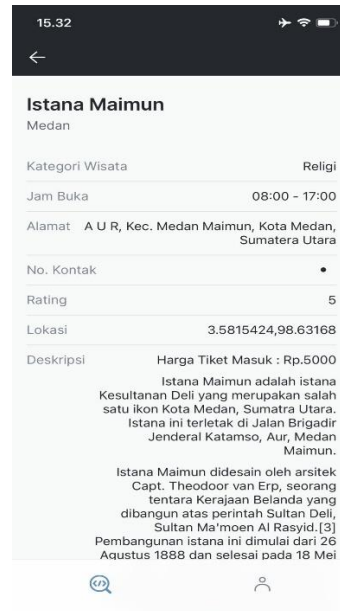 15.32
Istana Maimun
Medan
Kategori Wisata Religi
Jam Buka 08:00 - 17:00
Alamat A U R, Kec. Medan Maimun, Kota Medan,
Sumatera Utara
No. Kontak •
Rating 5
Lokasi 3.5815424,98.63168
Deskripsi Harga Tiket Masuk : Rp.5000
Istana Maimun adalah istana
Kesultanan Deli yang merupakan salah
satu ikon Kota Medan, Sumatra Utara.
Istana ini terletak di Jalan Brigadir
Jenderal Katamso, Aur, Medan
Maimun.
Istana Maimun didesain oleh arsitek
Capt. Theodoor van Erp, seorang
tentara Kerajaan Belanda yang
dibangun atas perintah Sultan Deli,
Sultan Ma'moen Al Rasyid.[3]
Pembangunan istana ini dimulai dari 26
Agustus 1888 dan selesai pada 18 Mei